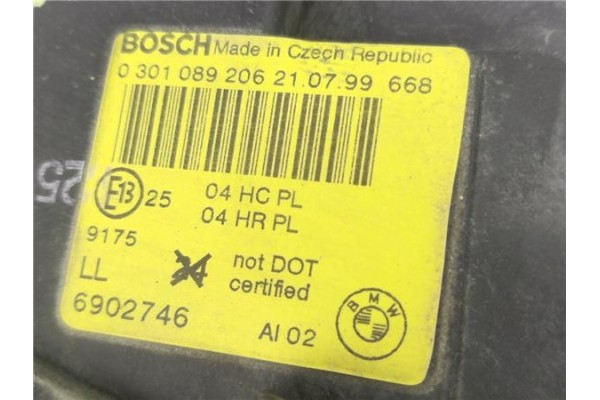 BOSCH Made in Czech Republic
0 301 089 206 21.07.99 668
E13 25 04 HC PL
04 HR PL
9175
LL 24 not DOT
certified
6902746 AI 02
BMW
25